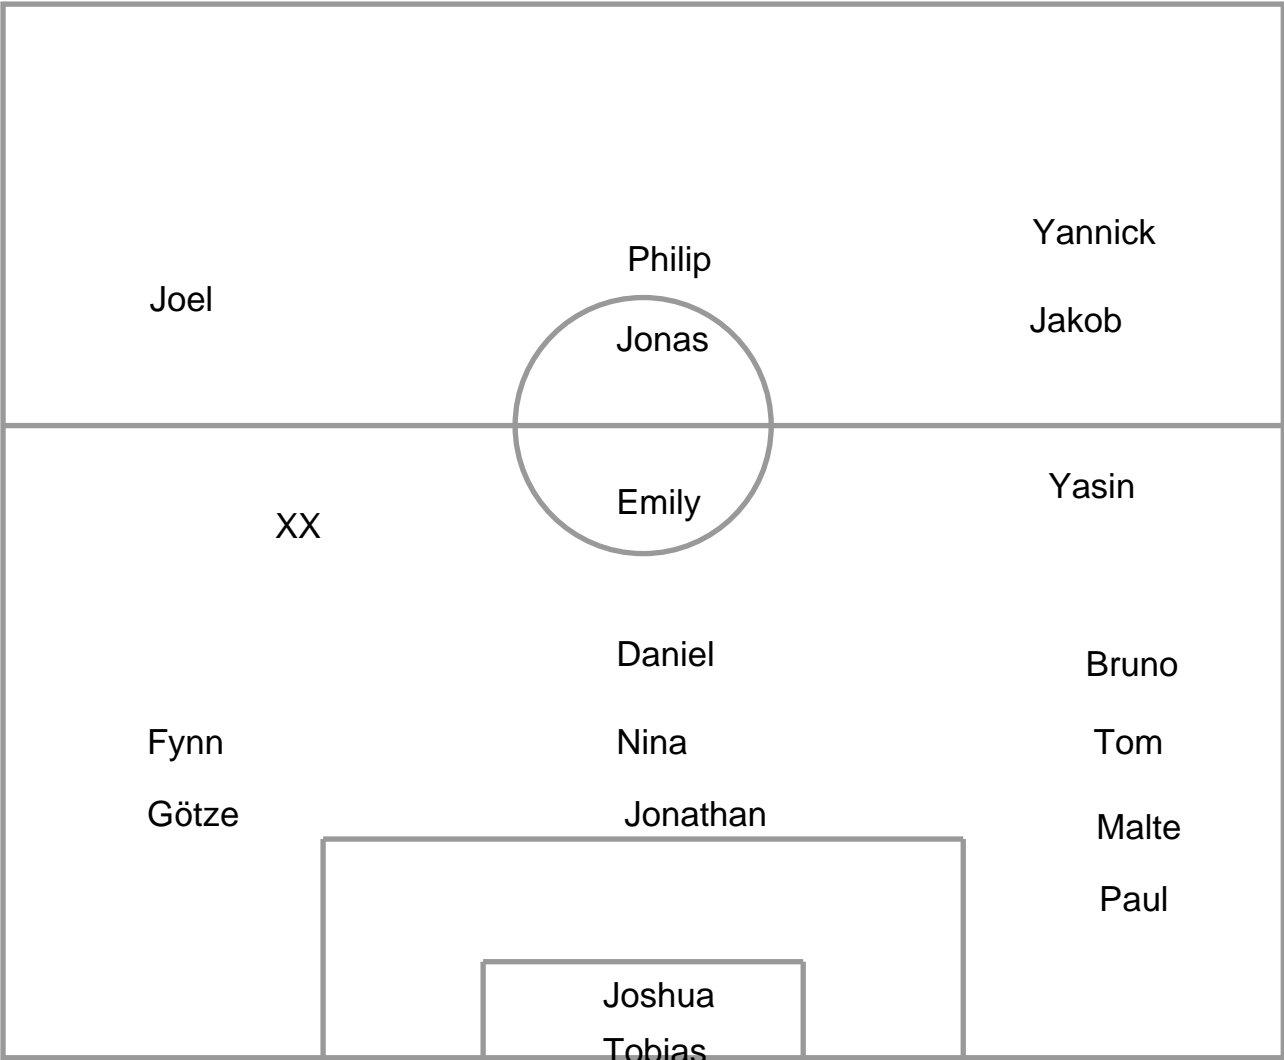 Yannick
Philip
Joel
Jakob
Jonas
Yasin
Emily
XX
Daniel
Bruno
Fynn
Nina
Tom
Götze
Jonathan
Malte
Paul
Joshua
Tobias